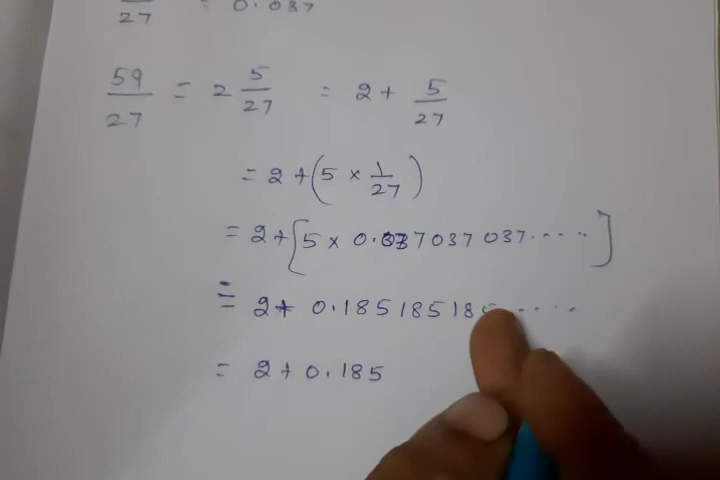 27 = 0.037
59/27 = 2 5/27 = 2 + 5/27
= 2 + (5 × 1/27)
= 2 + [5 × 0.037037037.....]
= 2 + 0.185185185.....
= 2 + 0.185